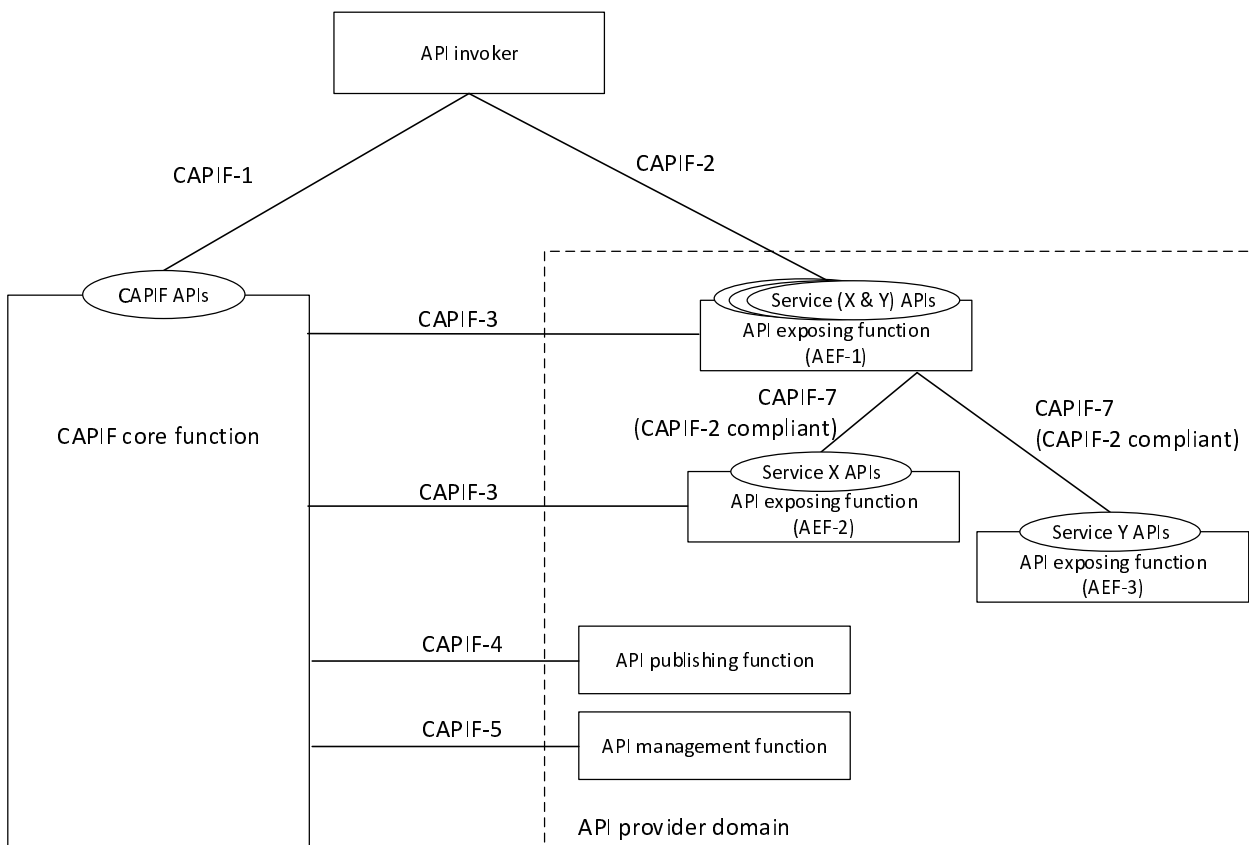 API invoker
CAPIF-1
CAPIF-2
CAPIF APIs
Service (X & Y) APIs
API exposing function
(AEF-1)
CAPIF-3
CAPIF-7
(CAPIF-2 compliant)
CAPIF-7
(CAPIF-2 compliant)
CAPIF core function
Service X APIs
API exposing function
(AEF-2)
CAPIF-3
Service Y APIs
API exposing function
(AEF-3)
CAPIF-4
API publishing function
CAPIF-5
API management function
API provider domain